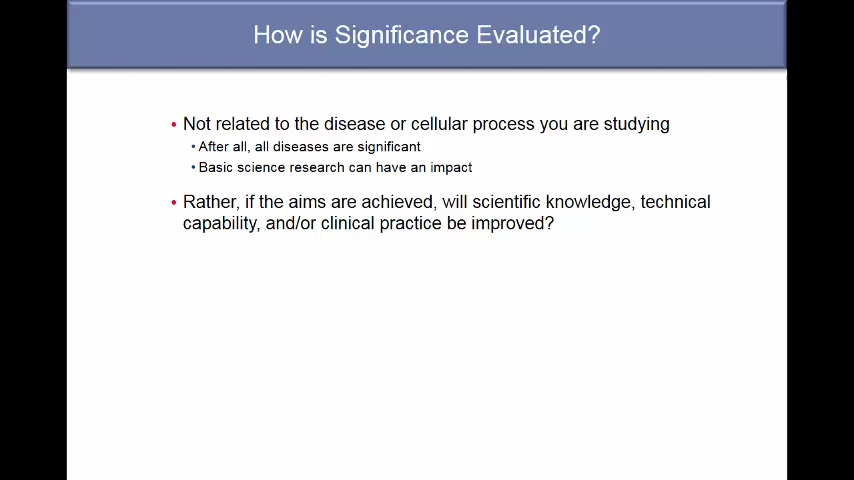 How is Significance Evaluated?
• Not related to the disease or cellular process you are studying
• After all, all diseases are significant
• Basic science research can have an impact
• Rather, if the aims are achieved, will scientific knowledge, technical
capability, and/or clinical practice be improved?